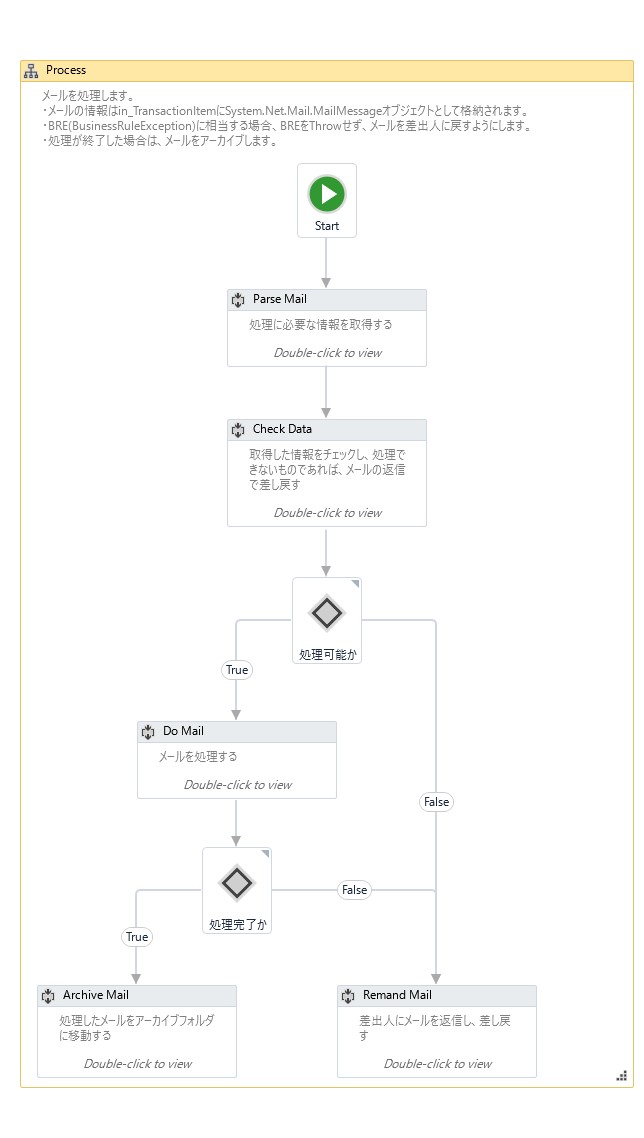 Process
メールを処理します。
・メールの情報はin_TransactionItemにSystem.Net.Mail.MailMessageオブジェクトとして格納されます。
・BRE(BusinessRuleException)に相当する場合、BREをThrowせず、メールを差出人に戻すようにします。
・処理が終了した場合は、メールをアーカイブします。
Start
Parse Mail
処理に必要な情報を取得する
Double-click to view
Check Data
取得した情報をチェックし、処理で
きないものであれば、メールの返信
で差し戻す
Double-click to view
処理可能か
True
Do Mail
メールを処理する
Double-click to view
False
処理完了か
False
True
Archive Mail
処理したメールをアーカイブフォルダ
に移動する
Double-click to view
Remand Mail
差出人にメールを返信し、差し戻
す
Double-click to view